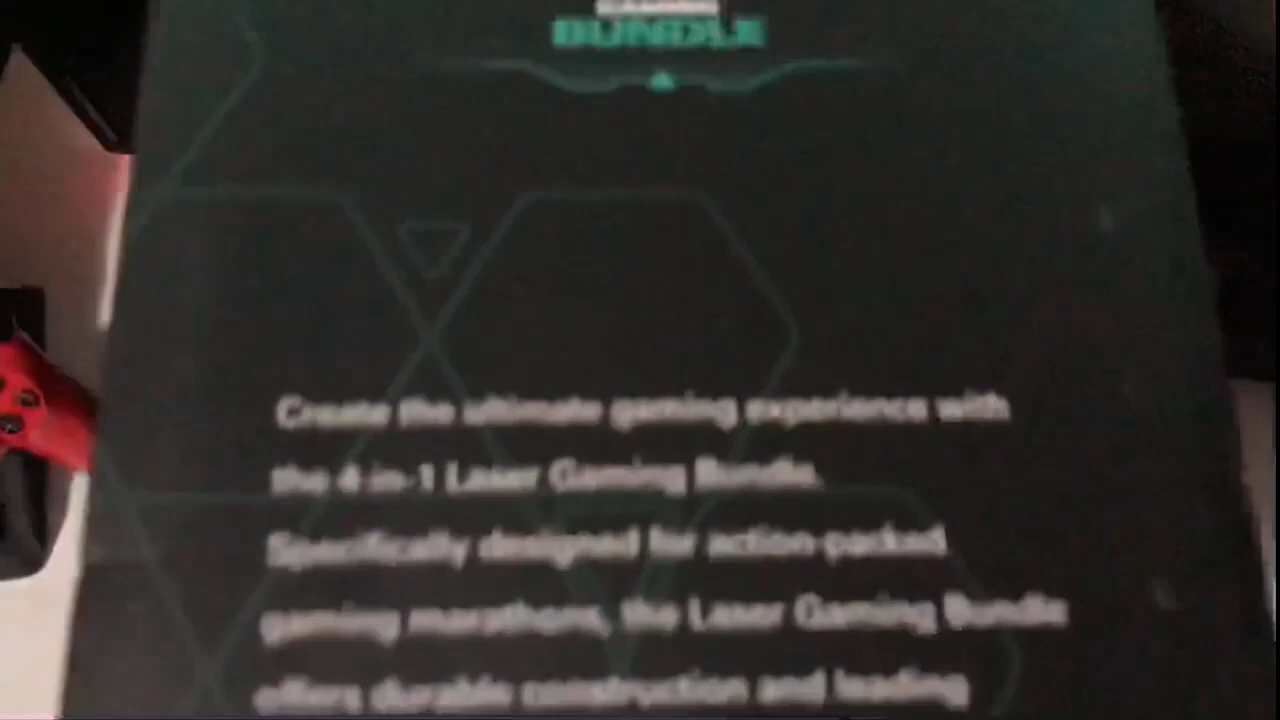 BUNDLE
Create the ultimate gaming experience with
the 4-in-1 Laser Gaming Bundle.
Specifically designed for action-packed
gaming marathons, the Laser Gaming Bundle
offers durable construction and leading